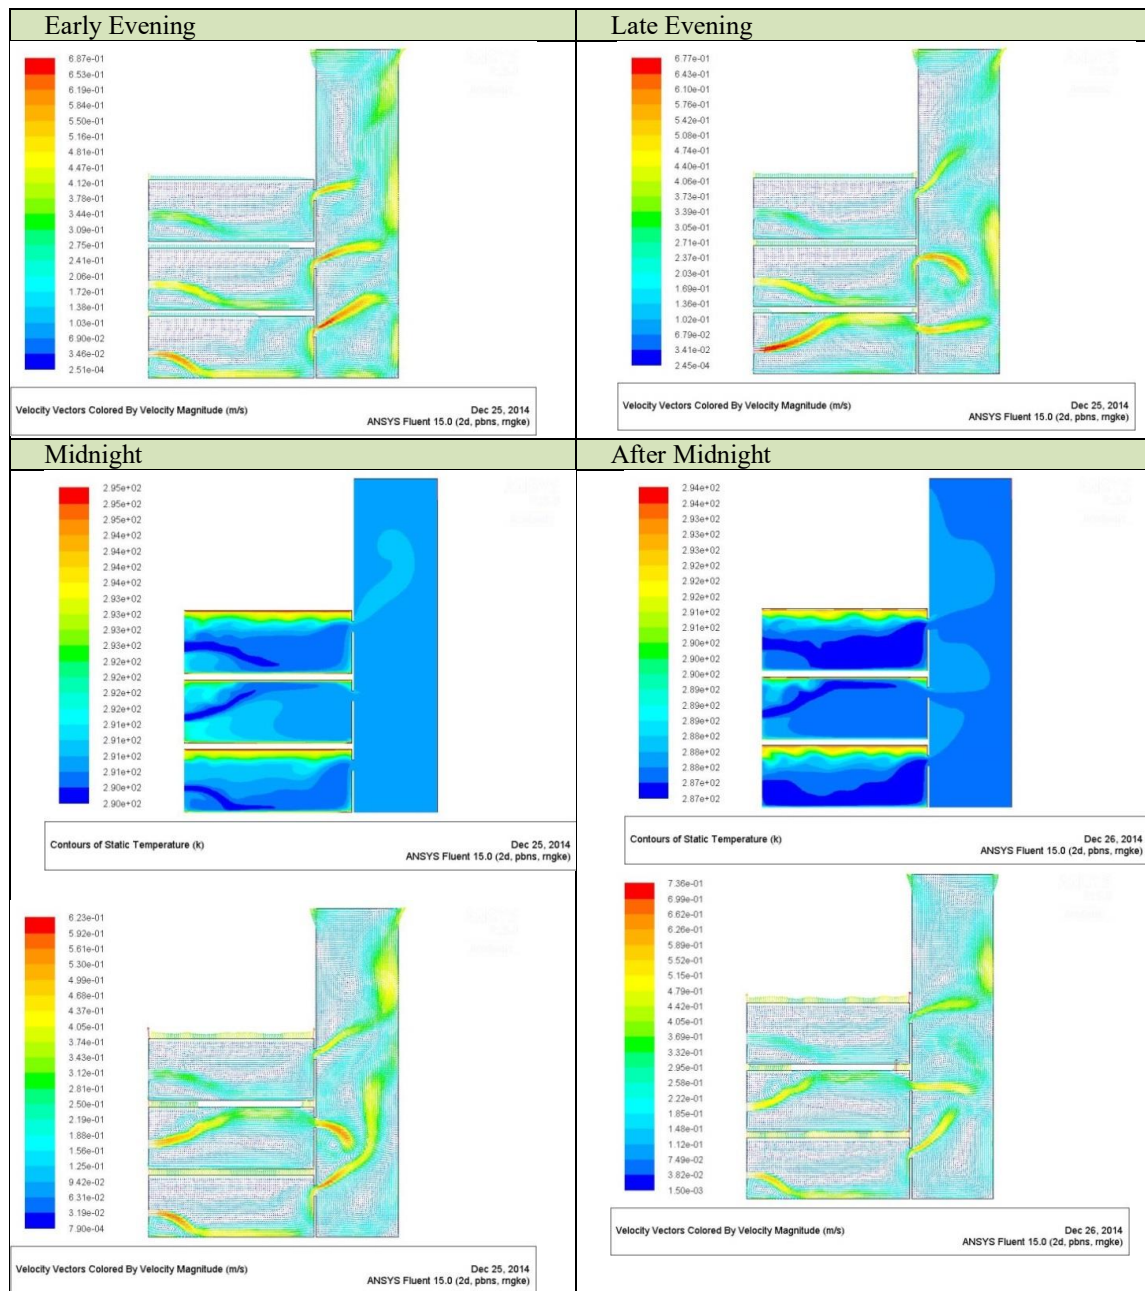 Early Evening
Late Evening
6.87e-01
6.53e-01
6.19e-01
5.84e-01
5.50e-01
5.16e-01
4.81e-01
4.47e-01
4.12e-01
3.78e-01
3.44e-01
3.09e-01
2.75e-01
2.41e-01
2.06e-01
1.72e-01
1.38e-01
1.03e-01
6.90e-02
3.46e-02
2.51e-04
Velocity Vectors Colored By Velocity Magnitude (m/s)
Dec 25, 2014
ANSYS Fluent 15.0 (2d, pbns, rngke)
6.77e-01
6.43e-01
6.10e-01
5.76e-01
5.42e-01
5.08e-01
4.74e-01
4.40e-01
4.06e-01
3.73e-01
3.39e-01
3.05e-01
2.71e-01
2.37e-01
2.03e-01
1.69e-01
1.36e-01
1.02e-01
6.79e-02
3.41e-02
2.45e-04
Velocity Vectors Colored By Velocity Magnitude (m/s)
Dec 25, 2014
ANSYS Fluent 15.0 (2d, pbns, rngke)
Midnight
After Midnight
2.95e+02
2.95e+02
2.95e+02
2.94e+02
2.94e+02
2.94e+02
2.94e+02
2.93e+02
2.93e+02
2.93e+02
2.93e+02
2.92e+02
2.92e+02
2.92e+02
2.92e+02
2.91e+02
2.91e+02
2.91e+02
2.91e+02
2.90e+02
2.90e+02
Contours of Static Temperature (k)
Dec 25, 2014
ANSYS Fluent 15.0 (2d, pbns, rngke)
2.94e+02
2.94e+02
2.93e+02
2.93e+02
2.93e+02
2.92e+02
2.92e+02
2.92e+02
2.91e+02
2.91e+02
2.90e+02
2.90e+02
2.90e+02
2.89e+02
2.89e+02
2.89e+02
2.88e+02
2.88e+02
2.88e+02
2.87e+02
2.87e+02
Contours of Static Temperature (k)
Dec 26, 2014
ANSYS Fluent 15.0 (2d, pbns, rngke)
6.23e-01
5.92e-01
5.61e-01
5.30e-01
4.99e-01
4.68e-01
4.37e-01
4.05e-01
3.74e-01
3.43e-01
3.12e-01
2.81e-01
2.50e-01
2.19e-01
1.88e-01
1.56e-01
1.25e-01
9.42e-02
6.31e-02
3.19e-02
7.90e-04
Velocity Vectors Colored By Velocity Magnitude (m/s)
Dec 25, 2014
ANSYS Fluent 15.0 (2d, pbns, rngke)
7.36e-01
6.99e-01
6.62e-01
6.26e-01
5.89e-01
5.52e-01
5.15e-01
4.79e-01
4.42e-01
4.05e-01
3.69e-01
3.32e-01
2.95e-01
2.58e-01
2.22e-01
1.85e-01
1.48e-01
1.12e-01
7.49e-02
3.82e-02
1.50e-03
Velocity Vectors Colored By Velocity Magnitude (m/s)
Dec 26, 2014
ANSYS Fluent 15.0 (2d, pbns, rngke)